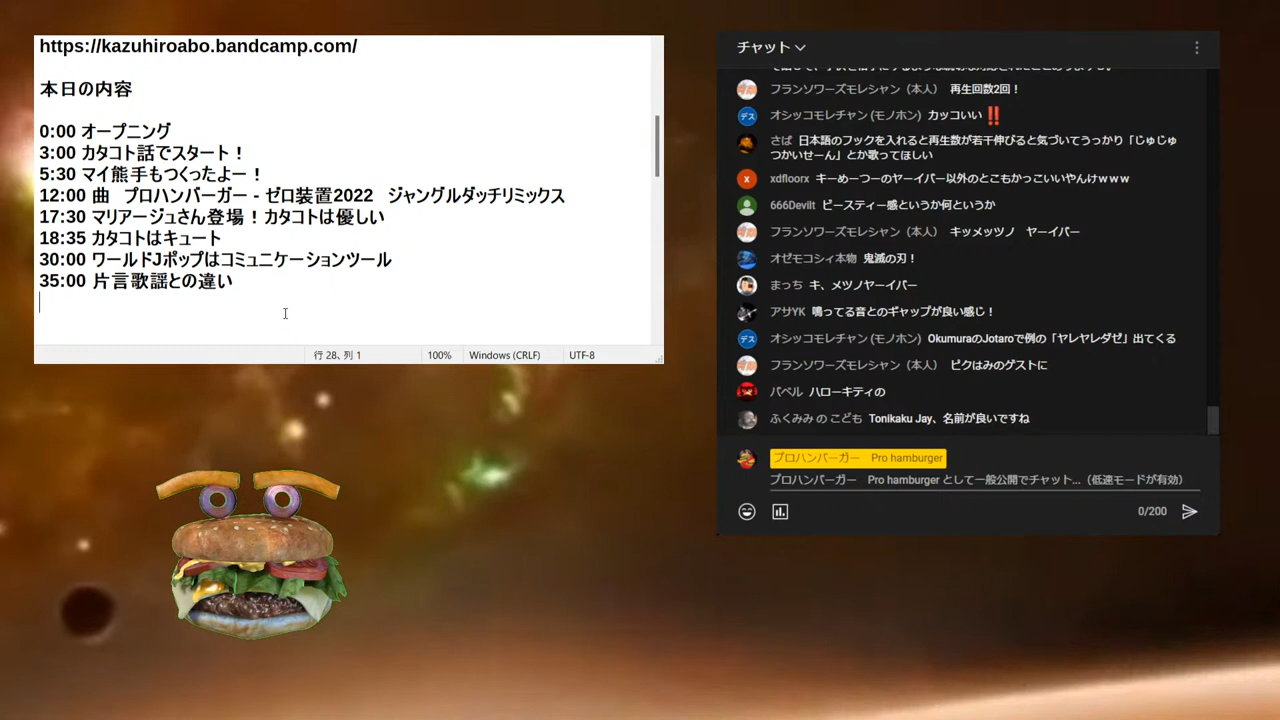 https://kazuhiroabo.bandcamp.com/
本日の内容
0:00 オープニング
3:00 カタコト話でスタート！
5:30 マイ熊手もつくったよー！
12:00 曲　プロハンバーガー - ゼロ装置2022　ジャングルダッチリミックス
17:30 マリアージュさん登場！カタコトは優しい
18:35 カタコトはキュート
30:00 ワールドJポップはコミュニケーションツール
35:00 片言歌謡との違い
行 28、列 1
100%
Windows (CRLF)
UTF-8
チャット
フランソワーズモレシャン（本人） 再生回数2回！
オシッコモレチャン (モノホン) カッコいい‼️
さば 日本語のフックを入れると再生数が若干伸びると気づいてうっかり「じゅじゅ
つかいせーん」とか歌ってほしい
xdfloorx キーめーつーのヤーイバー以外のとこもかっこいいやんけｗｗｗ
666Devilt ビースティー感というか何というか
フランソワーズモレシャン（本人） キッメッツノ　ヤーイバー
オゼモコシィ本物 鬼滅の刃！
まっち キ、メツノヤーイバー
アサYK 鳴ってる音とのギャップが良い感じ！
オシッコモレチャン (モノホン) OkumuraのJotaroで例の「ヤレヤレダゼ」出てくる
フランソワーズモレシャン（本人） ピクはみのゲストに
バベル ハローキティの
ふくみみ の こども Tonikaku Jay、名前が良いですね
プロハンバーガー　Pro hamburger
プロハンバーガー　Pro hamburger として一般公開でチャット...（低速モードが有効）
0/200